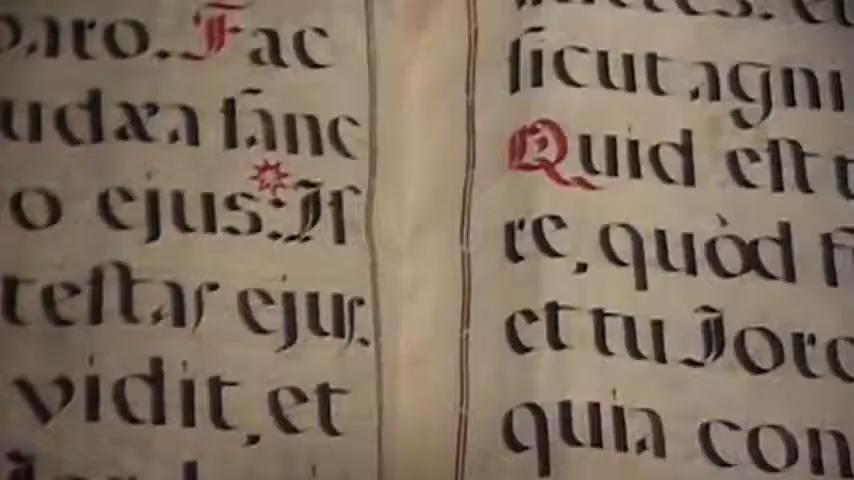 paro. Fac
udæa sanc
o ejus: Is
testas ejus.
vidit, et
sicut agni
Quid est t
re, quòd f
et tu Jord
quia con